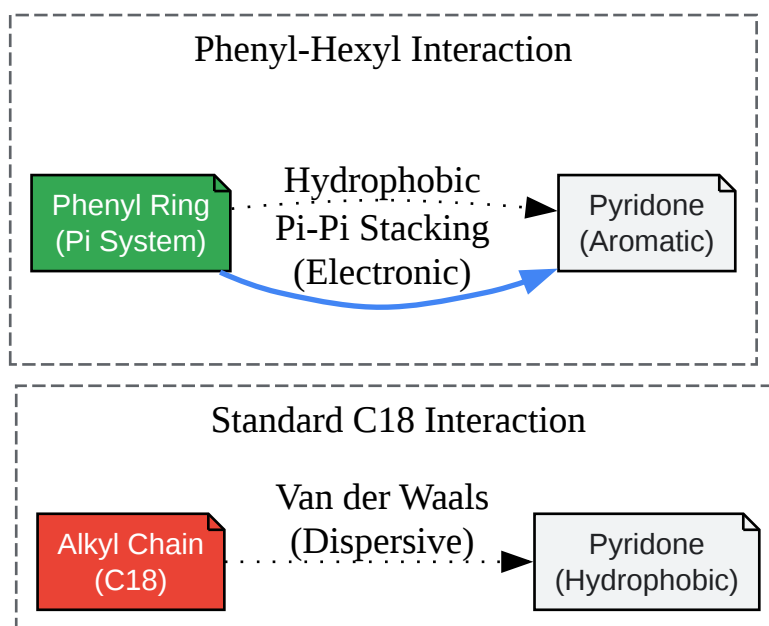 Phenyl-Hexyl Interaction
Hydrophobic
Phenyl Ring
(Pi System)
Pi-Pi Stacking
(Electronic)
Pyridone
(Aromatic)
Standard C18 Interaction
Van der Waals
(Dispersive)
Alkyl Chain
(C18)
Pyridone
(Hydrophobic)